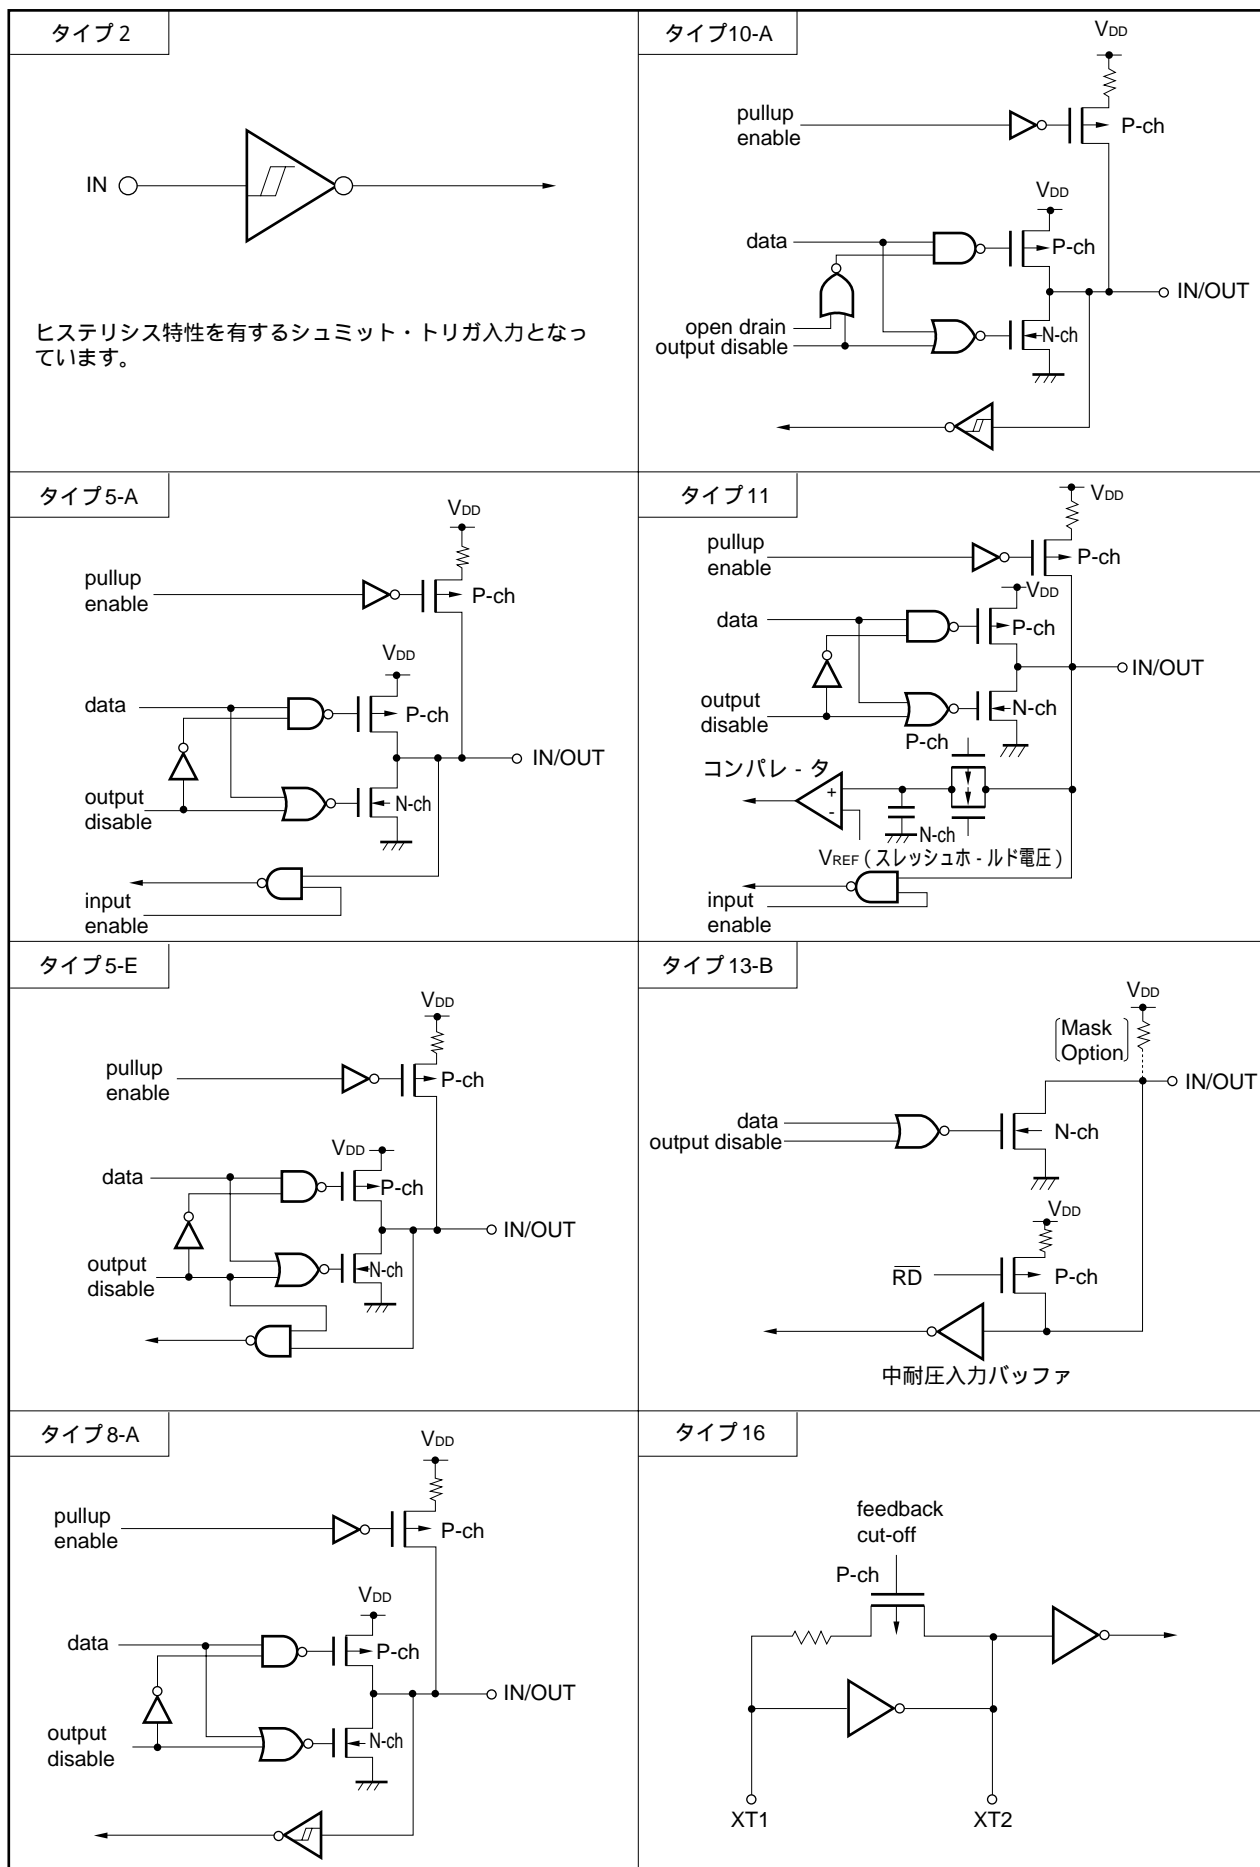 タイプ2
IN
ヒステリシス特性を有するシュミット・トリガ入力となっ
ています。
タイプ10-A
VDD
pullup
enable
P-ch
VDD
data
P-ch
IN/OUT
open drain
output disable
N-ch
タイプ5-A
VDD
pullup
enable
P-ch
VDD
data
P-ch
IN/OUT
output
disable
N-ch
input
enable
タイプ11
VDD
pullup
enable
P-ch
VDD
data
P-ch
IN/OUT
output
disable
N-ch
P-ch
コンパレ-タ
+
-
N-ch
VREF(スレッシュホ-ルド電圧)
input
enable
タイプ5-E
VDD
pullup
enable
P-ch
VDD
data
P-ch
IN/OUT
output
disable
N-ch
タイプ13-B
VDD
[Mask
Option]
IN/OUT
data
output disable
N-ch
VDD
R̅D̅
P-ch
中耐圧入力バッファ
タイプ8-A
VDD
pullup
enable
P-ch
VDD
data
P-ch
IN/OUT
output
disable
N-ch
タイプ16
feedback
cut-off
P-ch
XT1
XT2